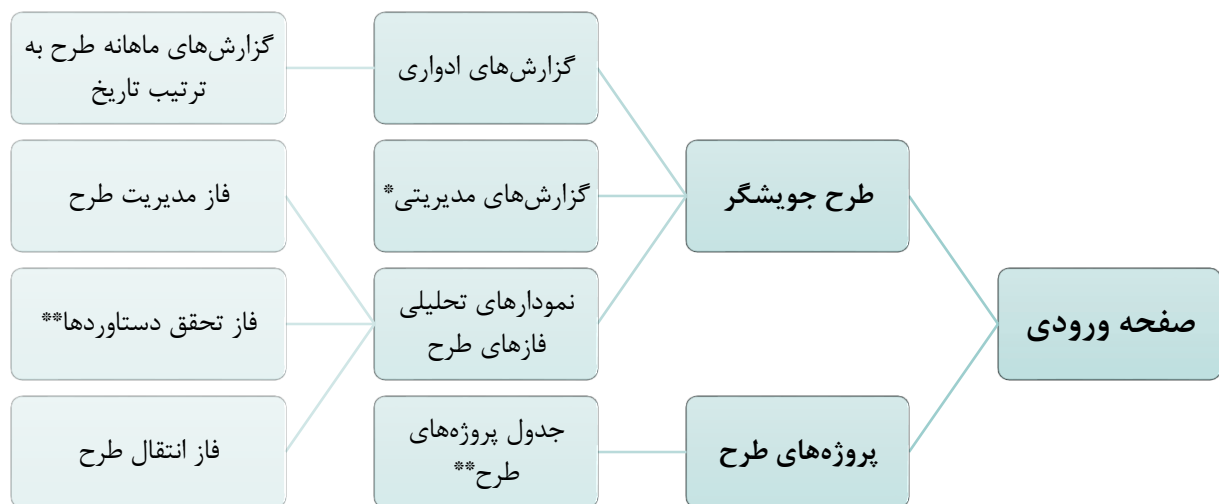 صفحه ورودی
طرح جویشگر
گزارش‌های ادواری
گزارش‌های ماهانه طرح به
ترتیب تاریخ
گزارش‌های مدیریتی*
نمودارهای تحلیلی
فازهای طرح
فاز مدیریت طرح
فاز تحقق دستاوردها**
فاز انتقال طرح
پروژه‌های طرح
جدول پروژه‌های
طرح**